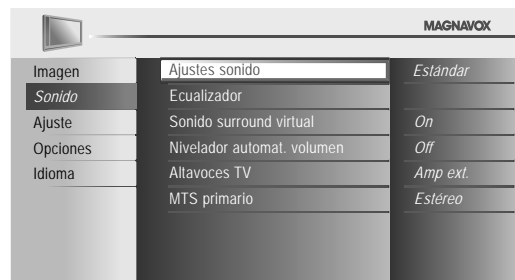 MAGNAVOX
Imagen
Ajustes sonido
Estándar
Sonido
Ecualizador
Ajuste
Sonido surround virtual
On
Opciones
Nivelador automat. volumen
Off
Idioma
Altavoces TV
Amp ext.
MTS primario
Estéreo